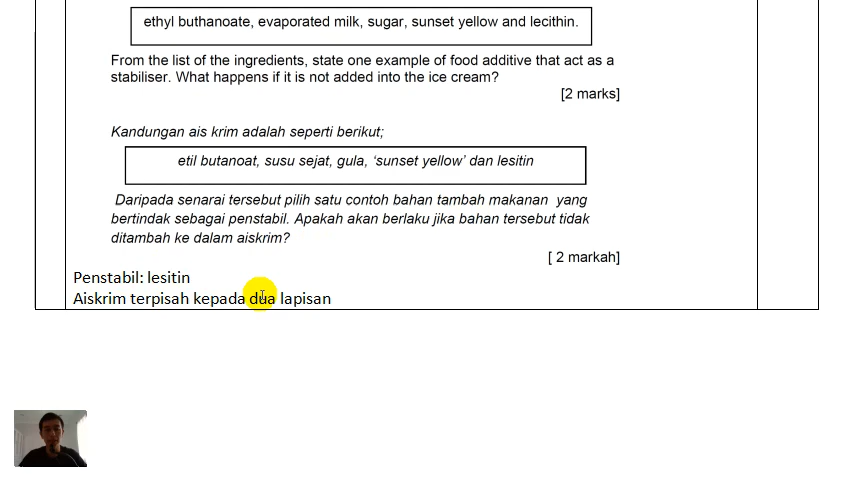 ethyl buthanoate, evaporated milk, sugar, sunset yellow and lecithin.
From the list of the ingredients, state one example of food additive that act as a
stabiliser. What happens if it is not added into the ice cream?
[2 marks]
Kandungan ais krim adalah seperti berikut;
etil butanoat, susu sejat, gula, ‘sunset yellow’ dan lesitin
Daripada senarai tersebut pilih satu contoh bahan tambah makanan yang
bertindak sebagai penstabil. Apakah akan berlaku jika bahan tersebut tidak
ditambah ke dalam aiskrim?
[ 2 markah]
Penstabil: lesitin
Aiskrim terpisah kepada dua lapisan